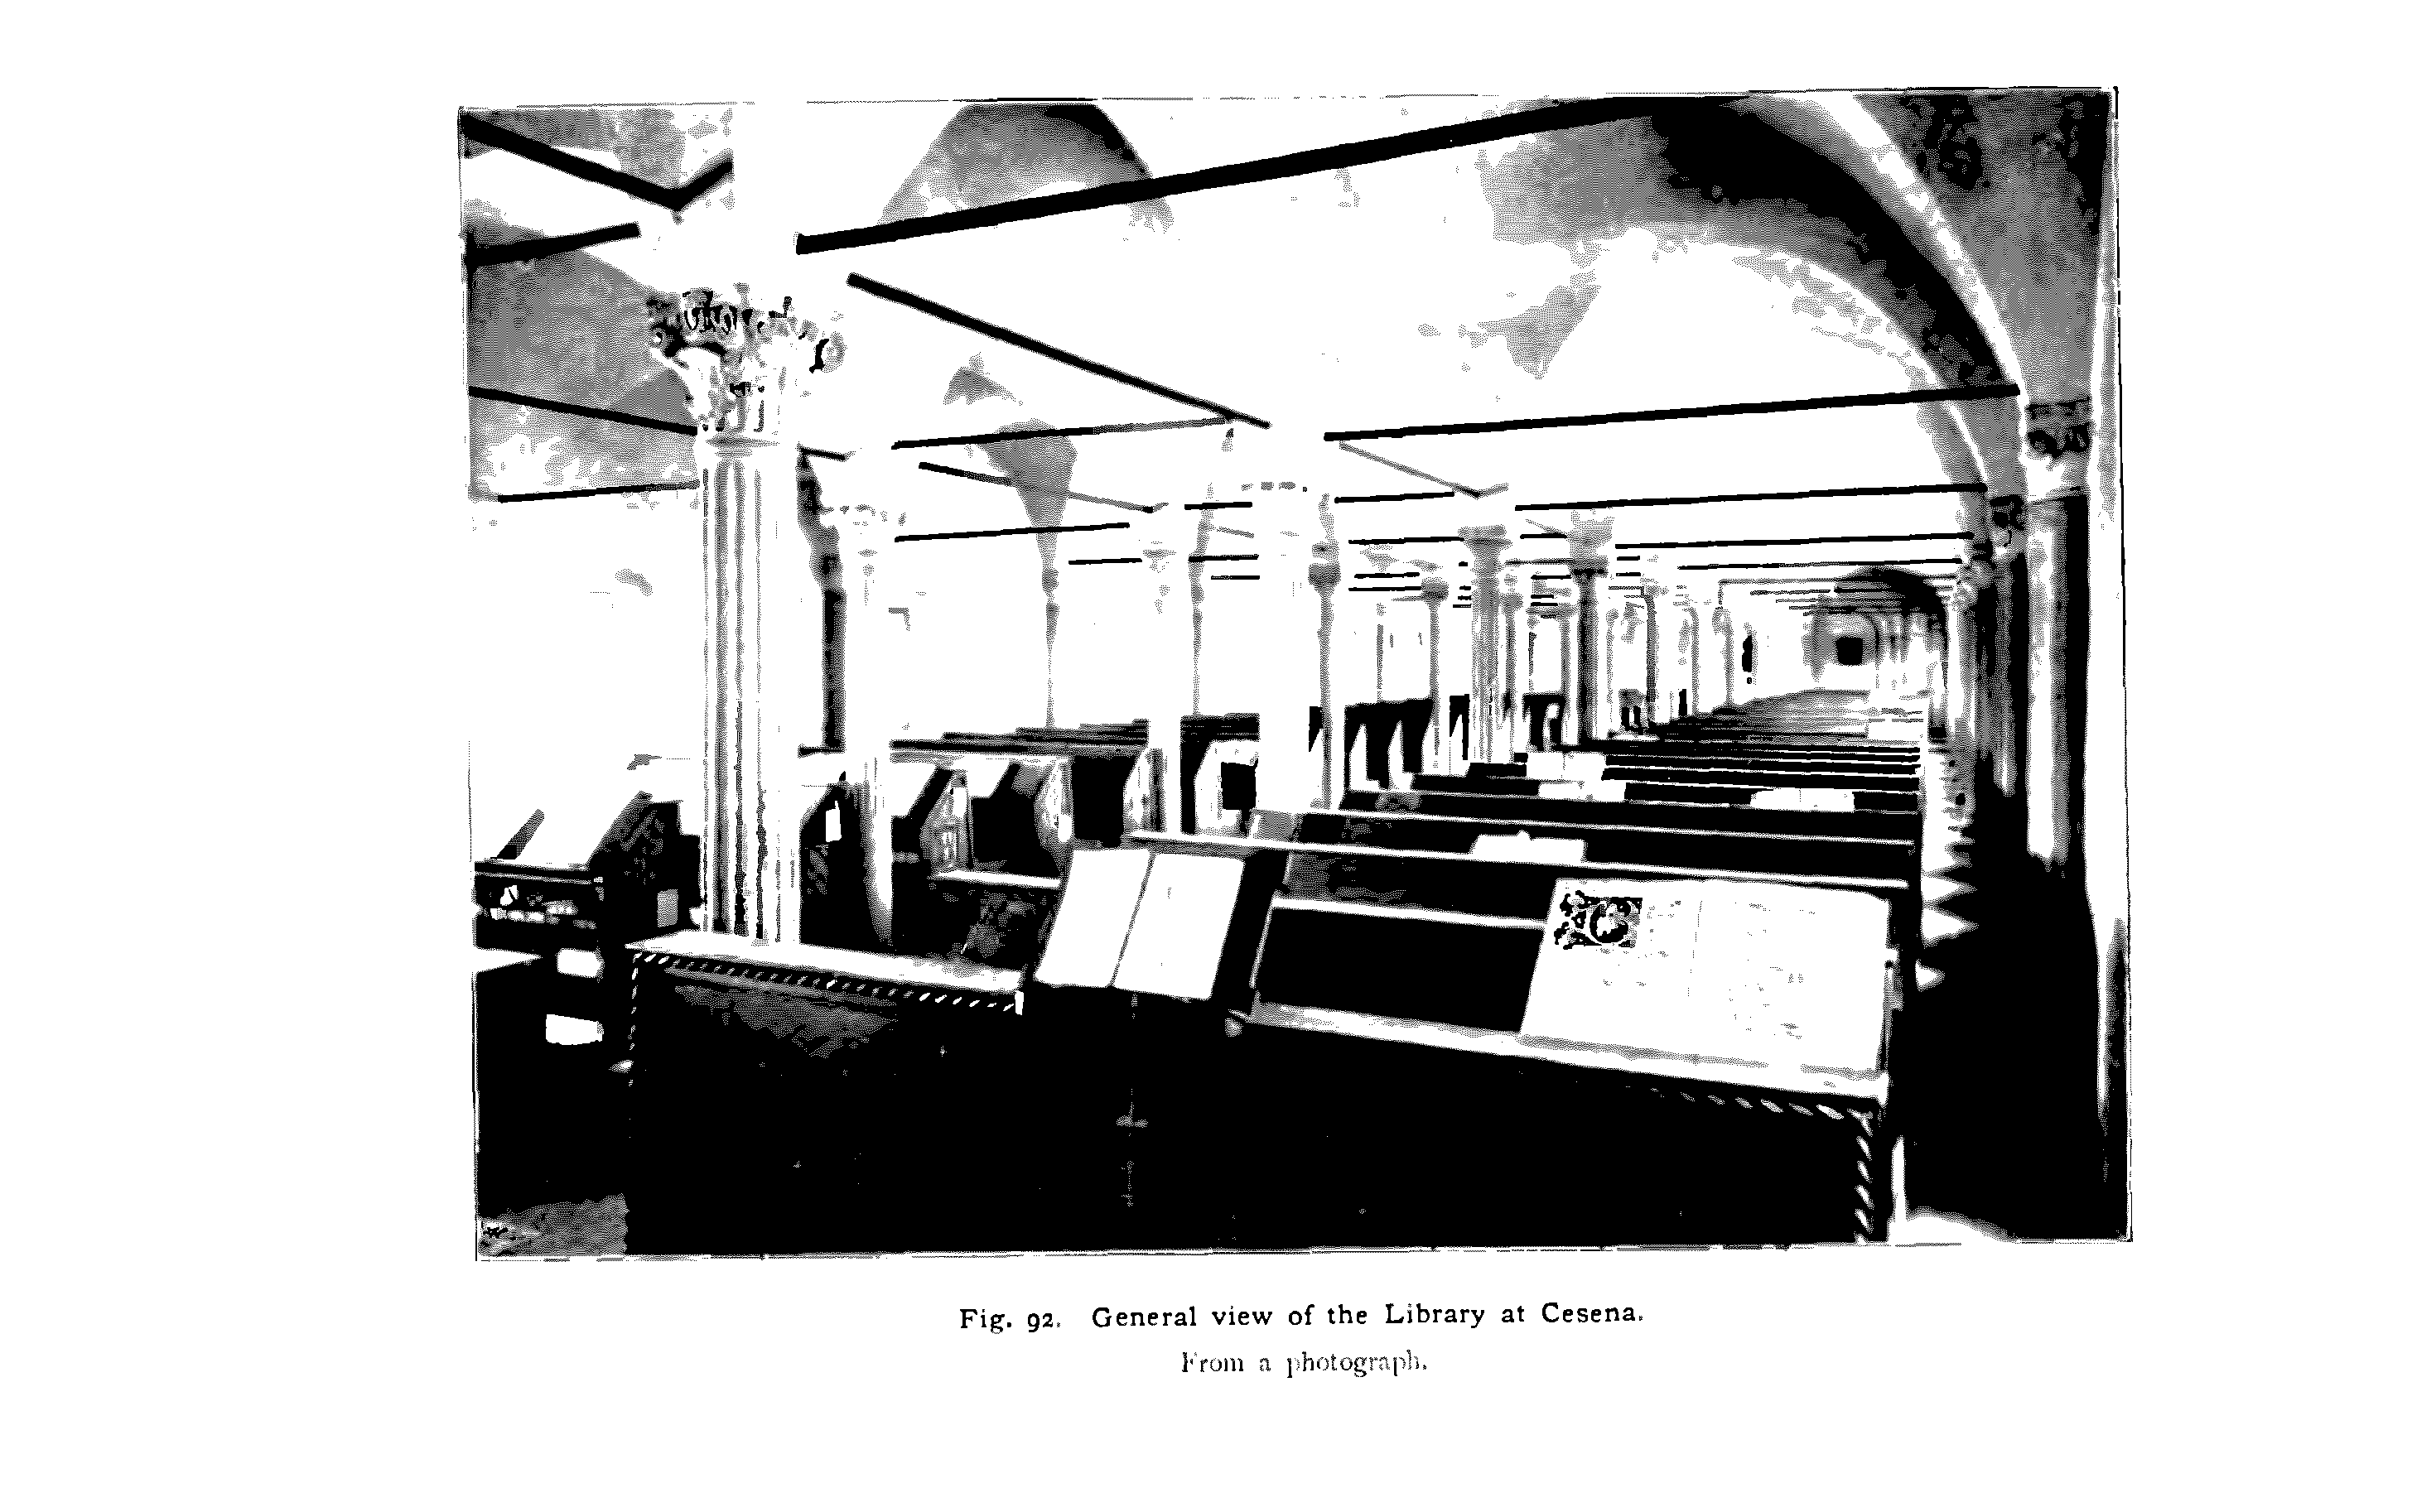 Fig. 92. General view of the Library at Cesena.
From a photograph.